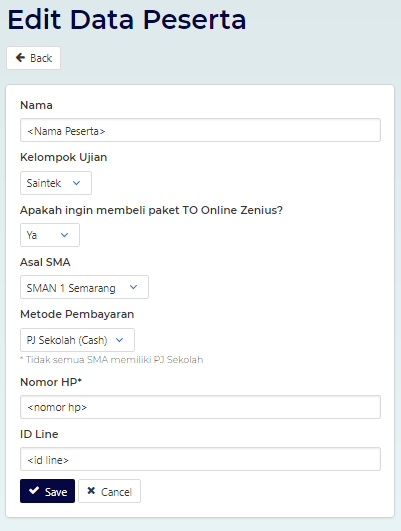 Edit Data Peserta
Back
Nama
<Nama Peserta>
Kelompok Ujian
Saintek
Apakah ingin membeli paket TO Online Zenius?
Ya
Asal SMA
SMAN 1 Semarang
Metode Pembayaran
PJ Sekolah (Cash)
* Tidak semua SMA memiliki PJ Sekolah
Nomor HP*
<nomor hp>
ID Line
<id line>
Save Cancel